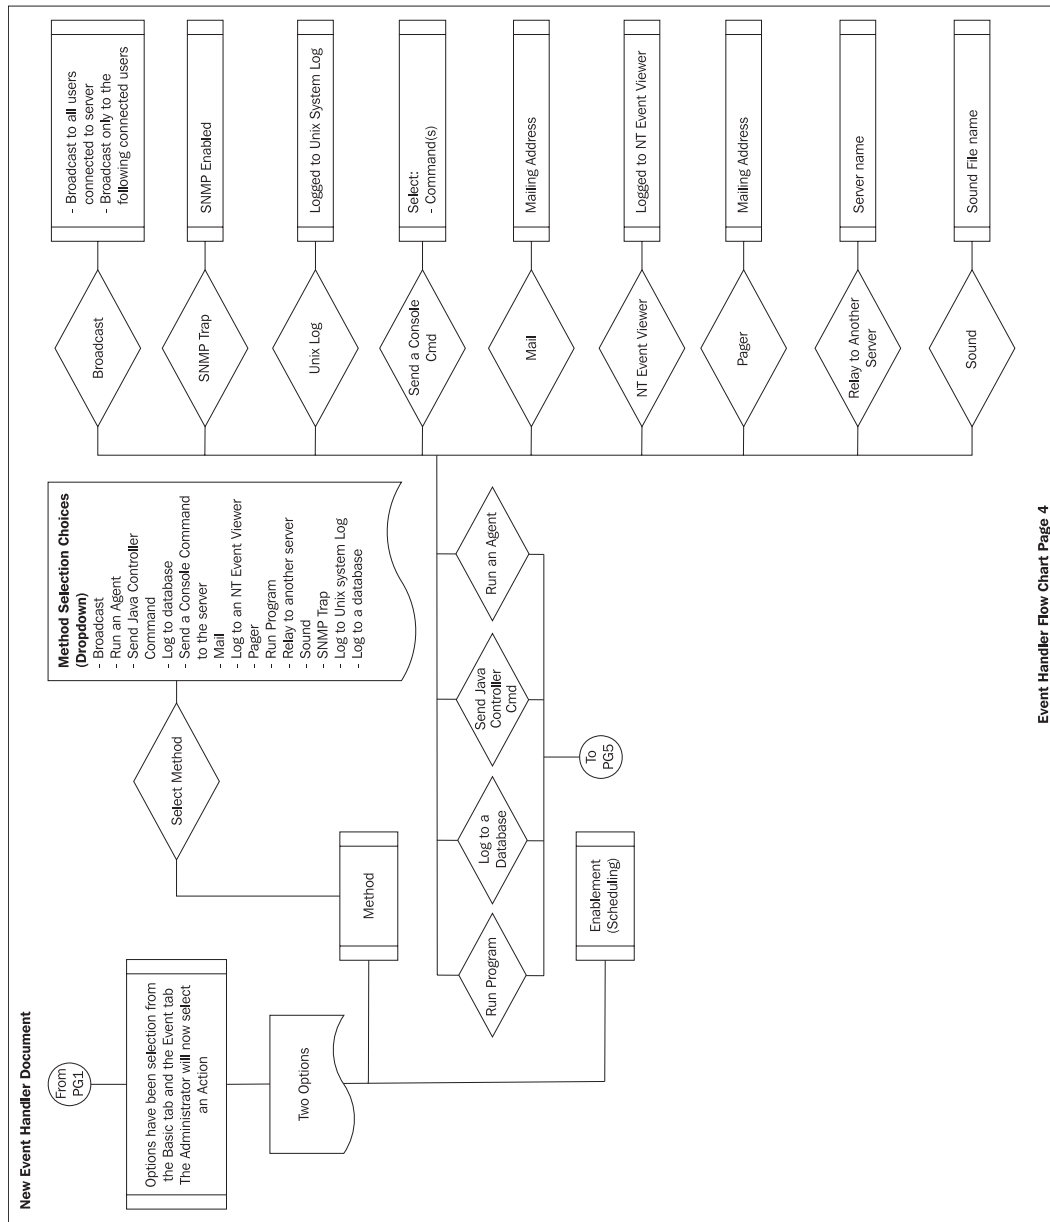 New Event Handler Document
From
PG1
Options have been selection from
the Basic tab and the Event tab
The Administrator will now select
an Action
Two Options
Method
Enablement
(Scheduling)
Select Method
Method Selection Choices
(Dropdown)
- Broadcast
- Run an Agent
- Send Java Controller
Command
- Log to database
- Send a Console Command
to the server
- Mail
- Log to an NT Event Viewer
- Pager
- Run Program
- Relay to another server
- Sound
- SNMP Trap
- Log to Unix system Log
- Log to a database
Run Program
Log to a
Database
Send Java
Controller
Cmd
Run an Agent
To
PG5
Broadcast
- Broadcast to all users
connected to server
- Broadcast only to the
following connected users
SNMP Trap
SNMP Enabled
Unix Log
Logged to Unix System Log
Send a Console
Cmd
Select:
- Command(s)
Mail
Mailing Address
NT Event Viewer
Logged to NT Event Viewer
Pager
Mailing Address
Relay to Another
Server
Server name
Sound
Sound File name
Event Handler Flow Chart Page 4